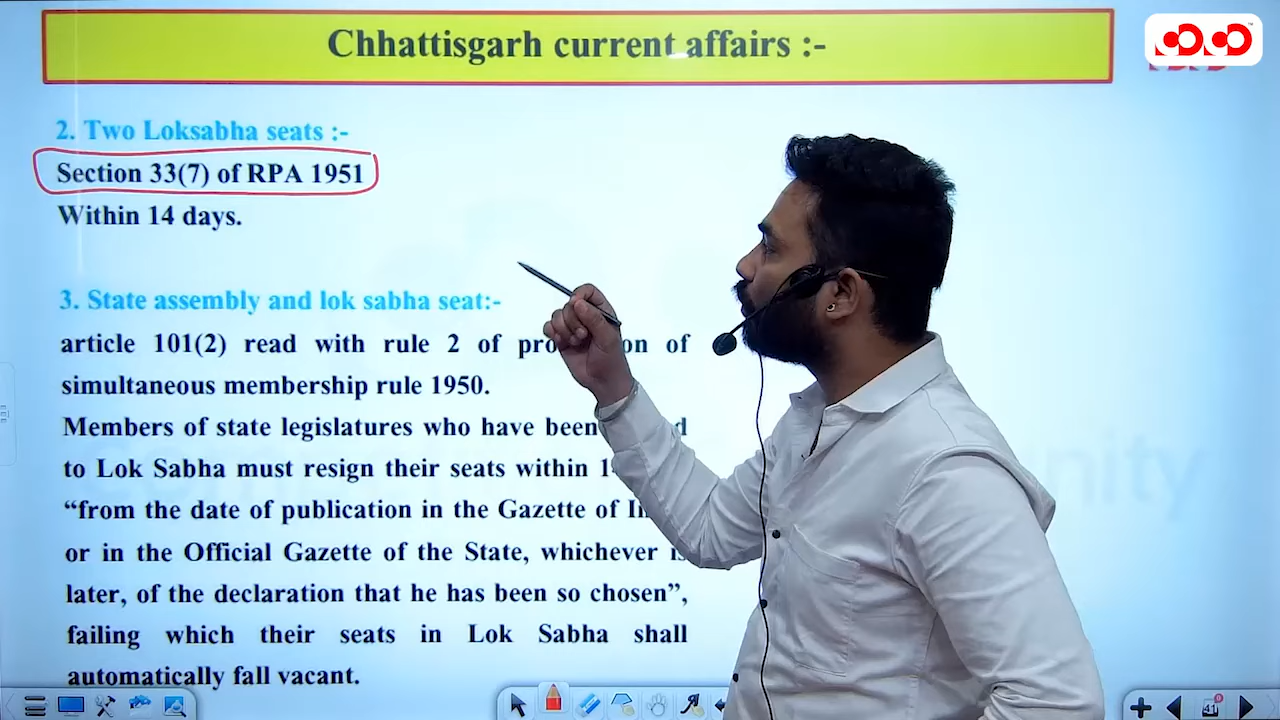 Chhattisgarh current affairs :-
2. Two Loksabha seats :-
Section 33(7) of RPA 1951
Within 14 days.
3. State assembly and lok sabha seat:-
article 101(2) read with rule 2 of of
simultaneous membership rule 1950.
Members of state legislatures who have been
to Lok Sabha must resign their seats within
“from the date of publication in the Gazette of
or in the Official Gazette of the State, whichever is
later, of the declaration that he has been so chosen”,
failing which their seats in Lok Sabha shall
automatically fall vacant.
41